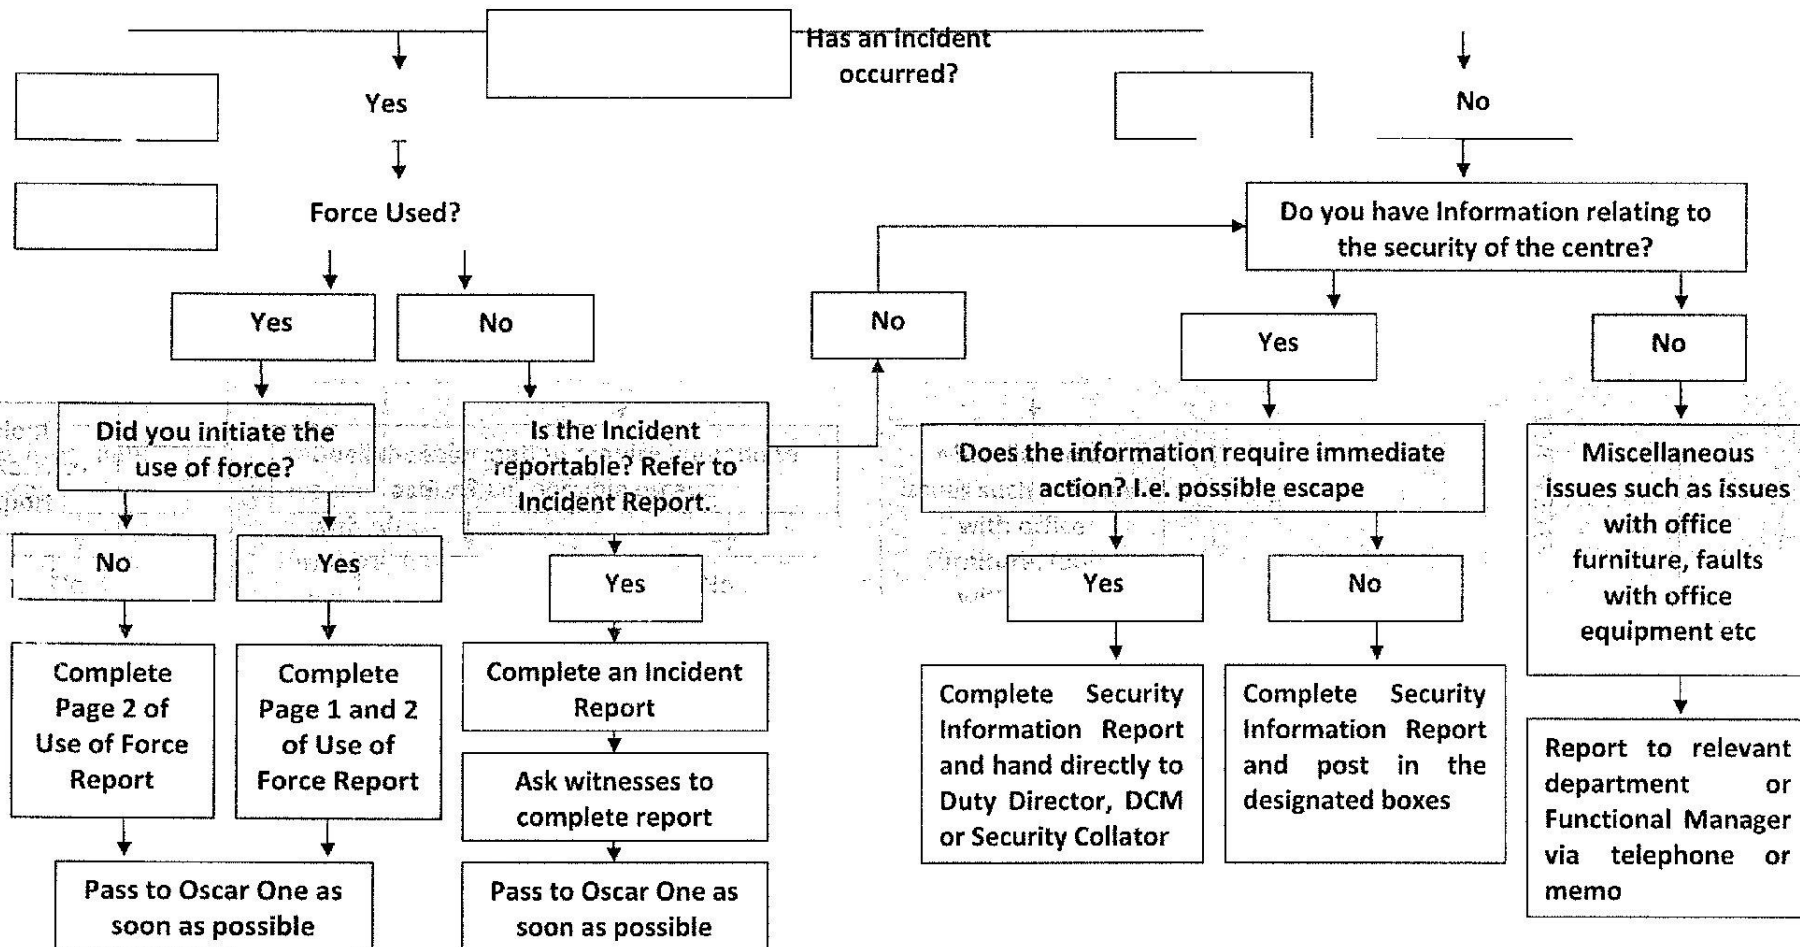 Has an incident
occurred?
Yes
No
Force Used?
Do you have Information relating to
the security of the centre?
Yes
No
No
Yes
No
Did you initiate the
use of force?
Is the Incident
reportable? Refer to
Incident Report.
Does the information require immediate
action? I.e. possible escape
Miscellaneous
issues such as issues
with office
furniture, faults
with office
equipment etc
No
Yes
Yes
Yes
No
Complete
Page 2 of
Use of Force
Report
Complete
Page 1 and 2
of Use of
Force Report
Complete an Incident
Report
Ask witnesses to
complete report
Complete Security
Information Report
and hand directly to
Duty Director, DCM
or Security Collator
Complete Security
Information Report
and post in the
designated boxes
Report to relevant
department or
Functional Manager
via telephone or
memo
Pass to Oscar One as
soon as possible
Pass to Oscar One as
soon as possible